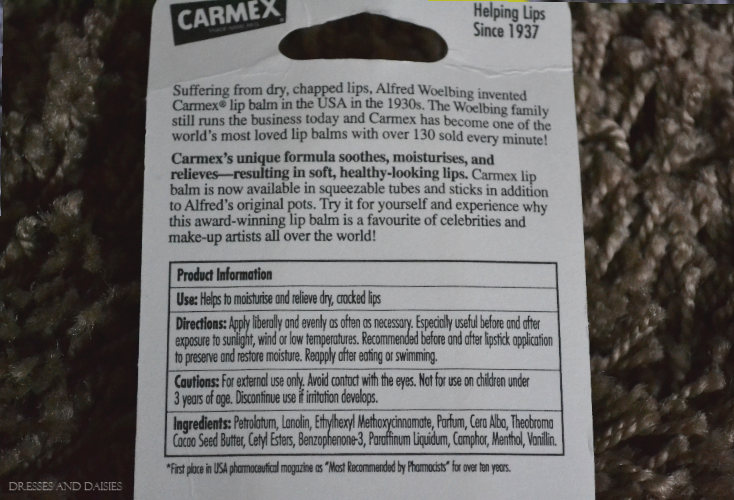 CARMEX
Helping Lips
Since 1937
Suffering from dry, chapped lips, Alfred Woelbing invented
Carmex® lip balm in the USA in the 1930s. The Woelbing family
still runs the business today and Carmex has become one of the
world's most loved lip balms with over 130 sold every minute!
Carmex's unique formula soothes, moisturises, and
relieves—resulting in soft, healthy-looking lips. Carmex lip
balm is now available in squeezable tubes and sticks in addition
to Alfred's original pots. Try it for yourself and experience why
this award-winning lip balm is a favourite of celebrities and
make-up artists all over the world!
Product Information
Use: Helps to moisturise and relieve dry, cracked lips
Directions: Apply liberally and evenly as often as necessary. Especially useful before and after
exposure to sunlight, wind or low temperatures. Recommended before and after lipstick application
to preserve and restore moisture. Reapply after eating or swimming.
Cautions: For external use only. Avoid contact with the eyes. Not for use on children under
3 years of age. Discontinue use if irritation develops.
Ingredients: Petrolatum, Lanolin, Ethylhexyl Methoxycinnamate, Parfum, Cera Alba, Theobroma
Cacao Seed Butter, Cetyl Esters, Benzophenone-3, Paraffinum Liquidum, Camphor, Menthol, Vanillin.
*First place in USA pharmaceutical magazine as "Most Recommended by Pharmacists" for over ten years.
DRESSES AND DAISIES